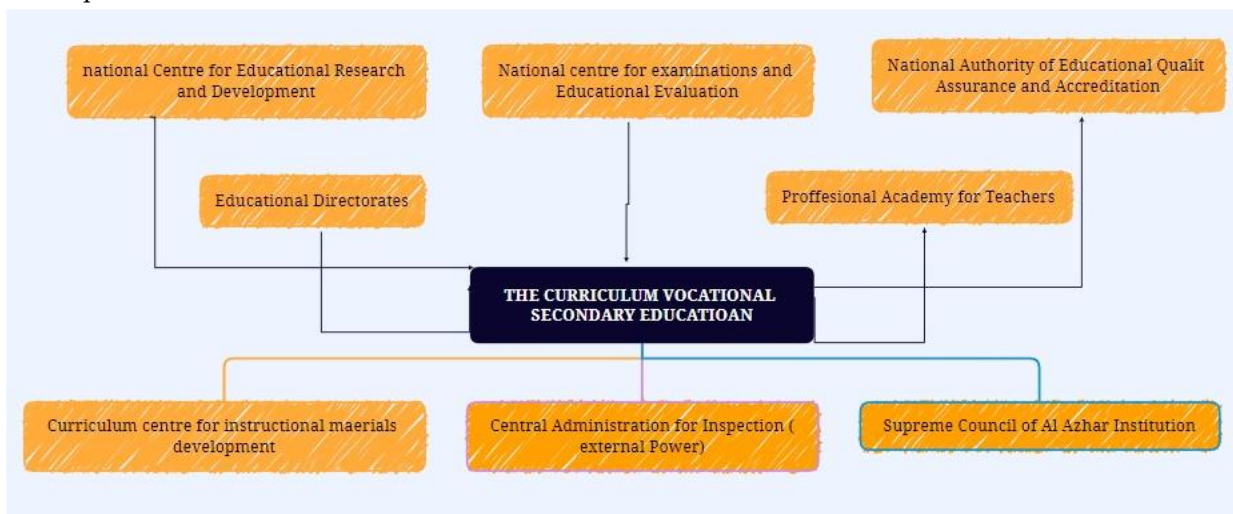 national Centre for Educational Research
and Development
National centre for examinations and
Educational Evaluation
National Authority of Educational Qualit
Assurance and Accreditation
Educational Directorates
Proffesional Academy for Teachers
THE CURRICULUM VOCATIONAL
SECONDARY EDUCATIOAN
Curriculum centre for instructional maerials
development
Central Administration for Inspection (
external Power)
Supreme Council of Al Azhar Institution